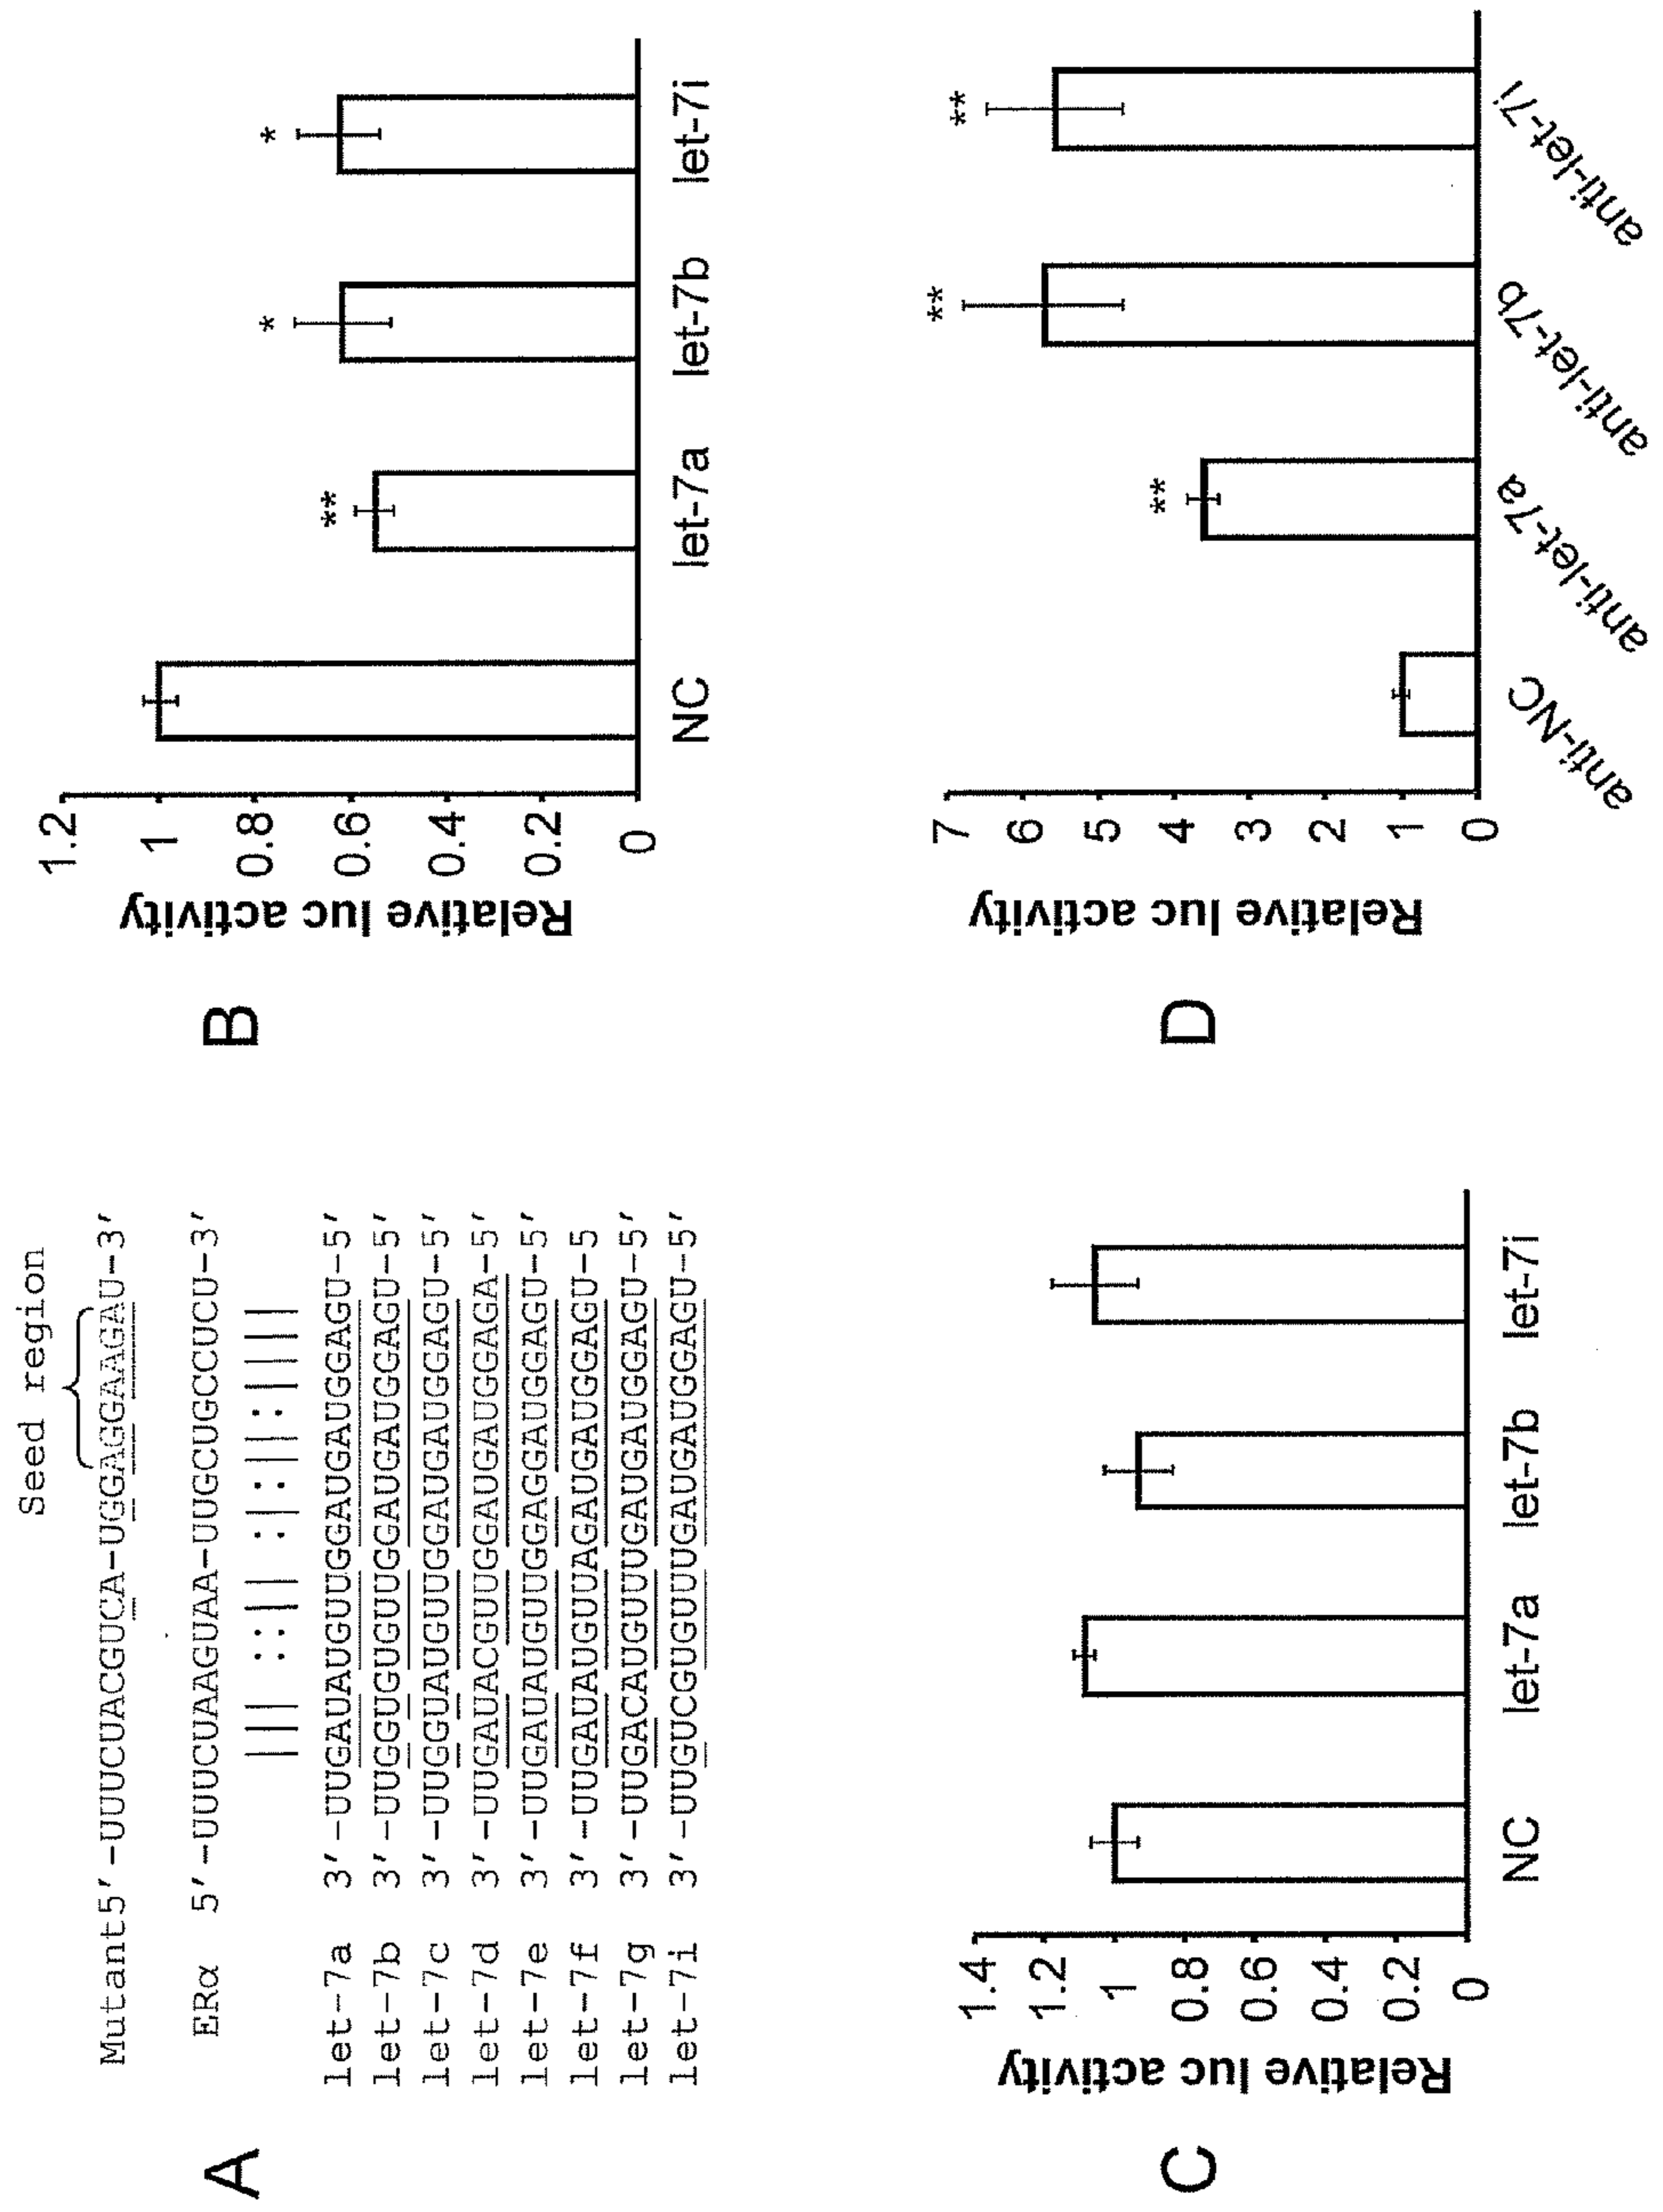 A
Seed region
Mutant5'-UUUCUACGUCA-UGGAGGAAGAU-3'
ERα 5'-UUUCUAAGUAA-UUGCUGCCUCU-3'
let-7a 3'-UUGAUAUGUUGGAUGAUGGAGU-5'
let-7b 3'-UUGGUGUGUUGGAUGAUGGAGU-5'
let-7c 3'-UUGGUAUGUUGGAUGAUGGAGU-5'
let-7d 3'-UUGAUACGUUGGAUGAUGGAGA-5'
let-7e 3'-UUGAUAUGUUGGAGGAUGGAGU-5'
let-7f 3'-UUGAUAUGUUAGAUGAUGGAGU-5
let-7g 3'-UUGACAUGUUUGAUGAUGGAGU-5'
let-7i 3'-UUGUCGUGUUUGAUGAUGGAGU-5'
B
Relative luc activity
1.2
1
0.8
0.6
0.4
0.2
0
** * *
NC let-7a let-7b let-7i
C
Relative luc activity
1.4
1.2
1
0.8
0.6
0.4
0.2
0
NC let-7a let-7b let-7i
D
Relative luc activity
7
6
5
4
3
2
1
0
** ** **
anti-NC anti-let-7a anti-let-7b anti-let-7i